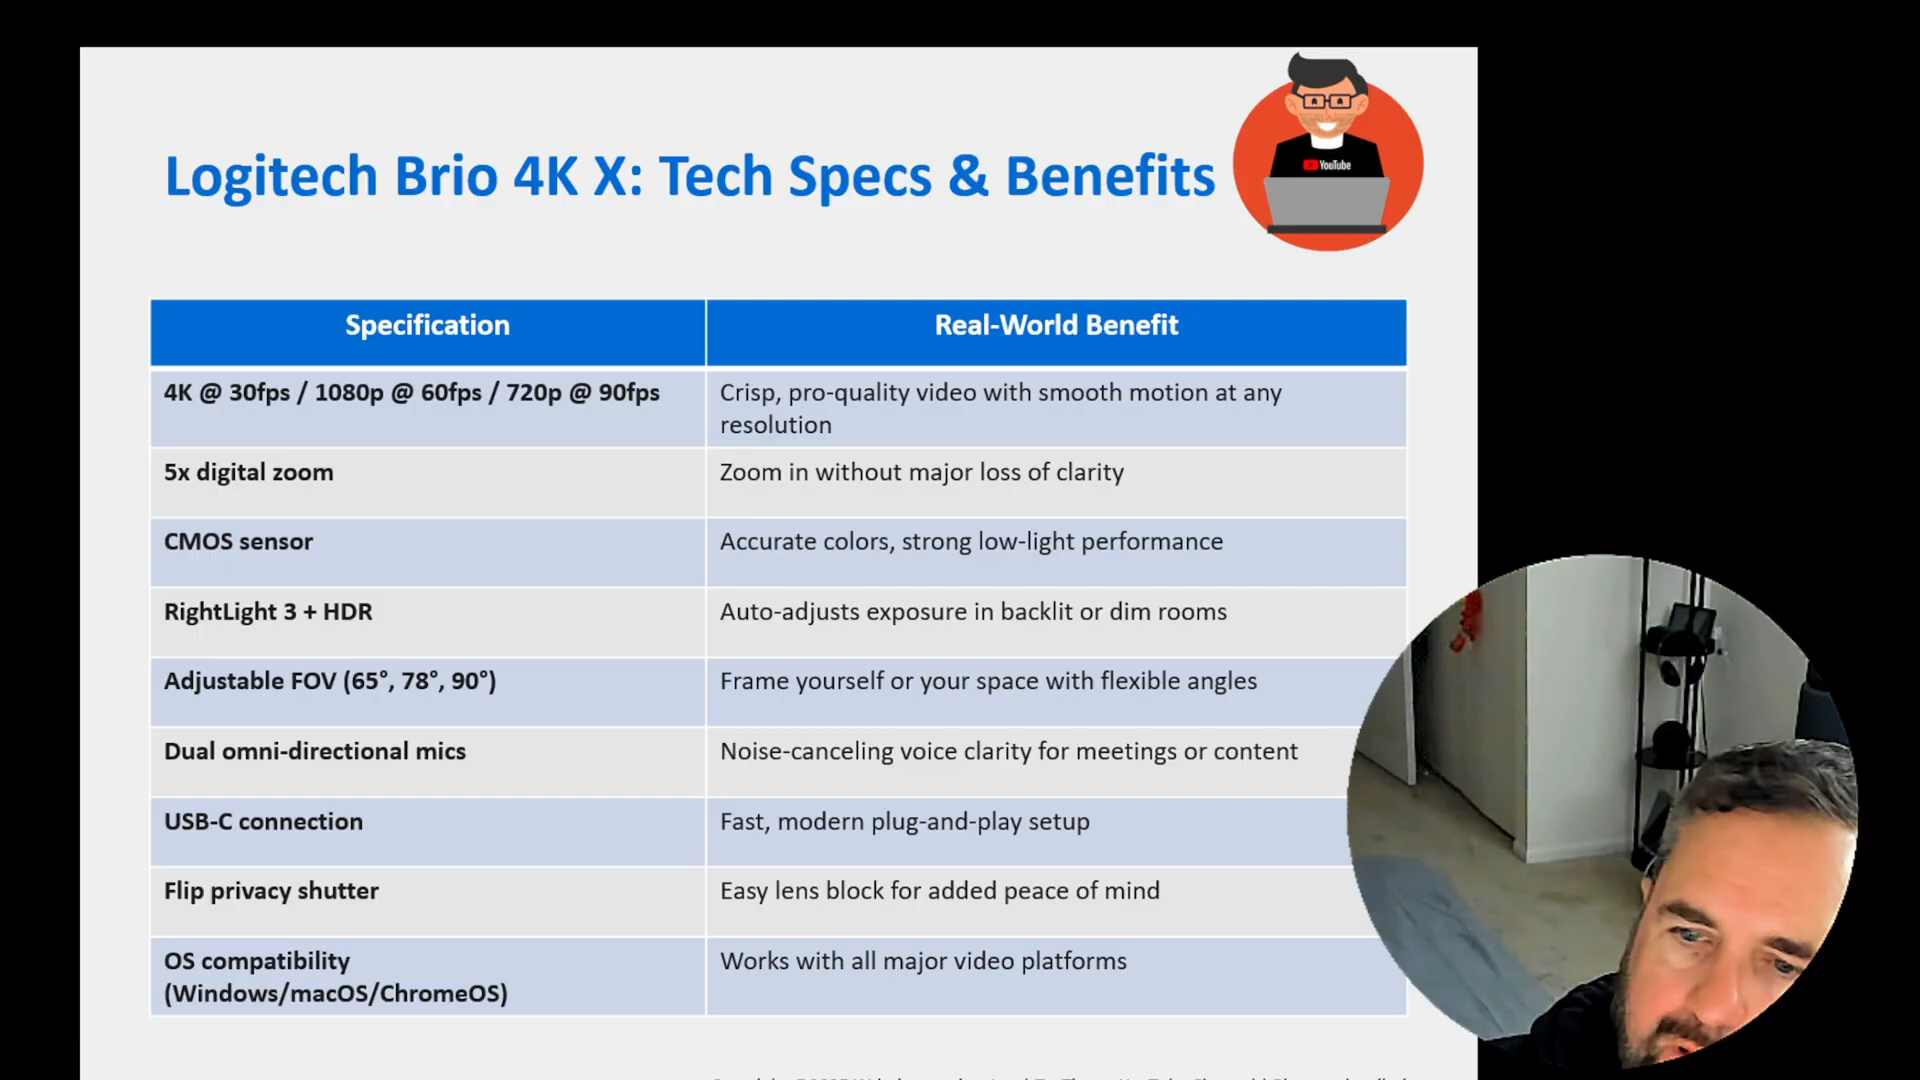 Logitech Brio 4K X: Tech Specs & Benefits
YouTube
Specification
Real-World Benefit
4K @ 30fps / 1080p @ 60fps / 720p @ 90fps
Crisp, pro-quality video with smooth motion at any
resolution
5x digital zoom
Zoom in without major loss of clarity
CMOS sensor
Accurate colors, strong low-light performance
RightLight 3 + HDR
Auto-adjusts exposure in backlit or dim rooms
Adjustable FOV (65°, 78°, 90°)
Frame yourself or your space with flexible angles
Dual omni-directional mics
Noise-canceling voice clarity for meetings or content
USB-C connection
Fast, modern plug-and-play setup
Flip privacy shutter
Easy lens block for added peace of mind
OS compatibility
(Windows/macOS/ChromeOS)
Works with all major video platforms